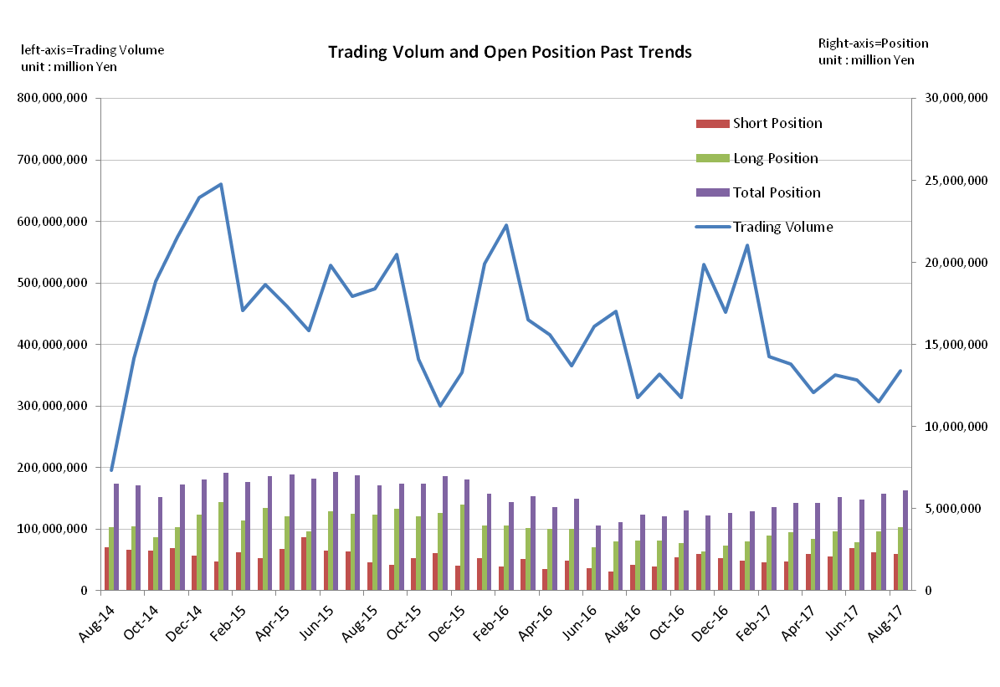 left-axis=Trading Volume
unit : million Yen
Trading Volum and Open Position Past Trends
Right-axis=Position
unit : million Yen
800,000,000
700,000,000
600,000,000
500,000,000
400,000,000
300,000,000
200,000,000
100,000,000
0
30,000,000
25,000,000
20,000,000
15,000,000
10,000,000
5,000,000
0
Short Position
Long Position
Total Position
Trading Volume
Aug-14
Oct-14
Dec-14
Feb-15
Apr-15
Jun-15
Aug-15
Oct-15
Dec-15
Feb-16
Apr-16
Jun-16
Aug-16
Oct-16
Dec-16
Feb-17
Apr-17
Jun-17
Aug-17